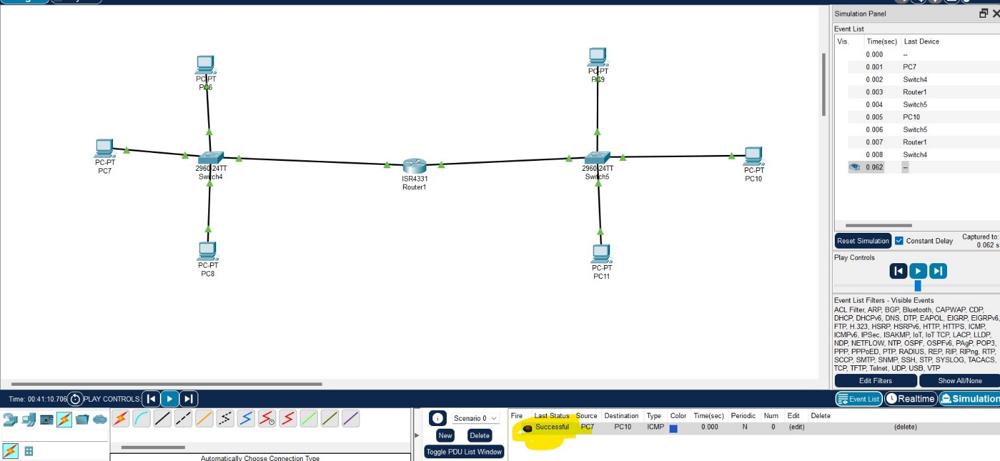 Simulation Panel
Event List
Vis. Time(sec) Last Device
0.000 --
0.001 PC7
0.002 Switch4
0.003 Router1
0.004 Switch5
0.005 PC10
0.006 Switch5
0.007 Router1
0.008 Switch4
0.062 --
Reset Simulation Constant Delay Captured to:
0.062 s
Play Controls
Event List Filters - Visible Events
ACL Filter, ARP, BGP, Bluetooth, CAPWAP, CDP,
DHCP, DHCPv6, DNS, DTP, EAPOL, EIGRP, EIGRPv6,
FTP, H.323, HSRP, HSRPv6, HTTP, HTTPS, ICMP,
ICMPv6, IPSec, ISAKMP, IoT, IoT TCP, LACP, LLDP,
NDP, NETFLOW, NTP, OSPF, OSPFv6, PAgP, POP3,
PPP, PPPoED, PTP, RADIUS, REP, RIP, RIPng, RTP,
SCCP, SMTP, SNMP, SSH, STP, SYSLOG, TACACS,
TCP, TFTP, Telnet, UDP, USB, VTP
Edit Filters Show All/None
Event List Realtime Simulation
PC-PT
PC6
PC-PT
PC9
PC-PT
PC7
2960-24TT
Switch4
ISR4331
Router1
2960-24TT
Switch5
PC-PT
PC10
PC-PT
PC8
PC-PT
PC11
Time: 00:41:10.706 PLAY CONTROLS:
Automatically Choose Connection Type
Scenario 0
New Delete
Toggle PDU List Window
Fire Last Status Source Destination Type Color Time(sec) Periodic Num Edit Delete
Successful PC7 PC10 ICMP 0.000 N 0 (edit) (delete)